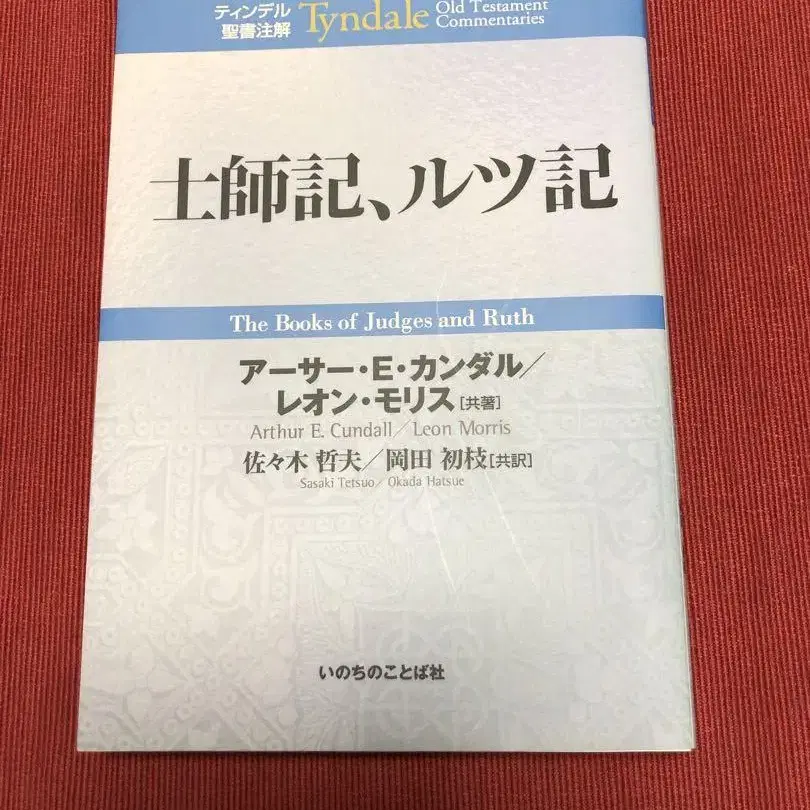 ティンデル
聖書注解
Tyndale
Old Testament
Commentaries
士師記、ルツ記
The Books of Judges and Ruth
アーサー・E・カンダル／
レオン・モリス[共著]
Arthur E. Cundall／Leon Morris
佐々木 哲夫／岡田 初枝[共訳]
Sasaki Tetsuo／Okada Hatsue
いのちのことば社